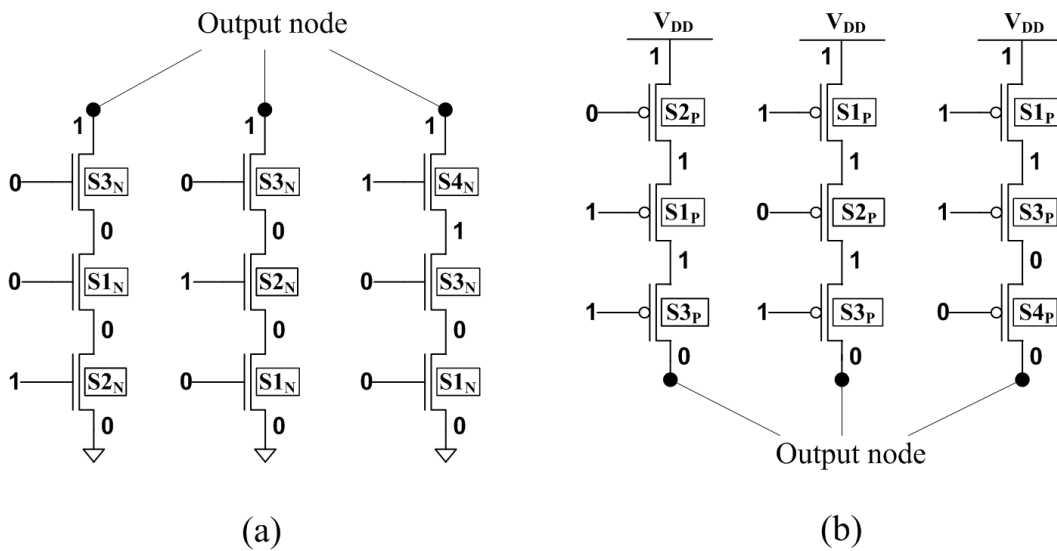 Output node
1 1 1
0 S3N 0 S3N 1 S4N
0 0 1
0 S1N 1 S2N 0 S3N
0 0 0
1 S2N 0 S1N 0 S1N
0 0 0
(a)
VDD VDD VDD
1 1 1
0 S2P 1 S1P 1 S1P
1 1 1
1 S1P 0 S2P 1 S3P
1 1 0
1 S3P 1 S3P 0 S4P
0 0 0
Output node
(b)